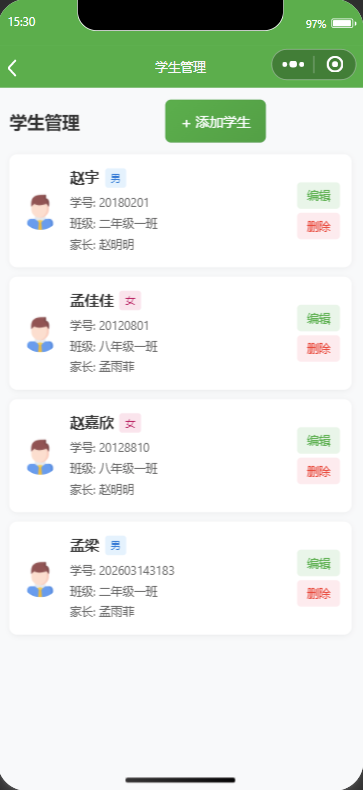 15:30
97%
学生管理
学生管理
+ 添加学生
赵宇 男
学号: 20180201
班级: 二年级一班
家长: 赵明明
编辑
删除
孟佳佳 女
学号: 20120801
班级: 八年级一班
家长: 孟雨菲
编辑
删除
赵嘉欣 女
学号: 20128810
班级: 八年级一班
家长: 赵明明
编辑
删除
孟梁 男
学号: 202603143183
班级: 二年级一班
家长: 孟雨菲
编辑
删除